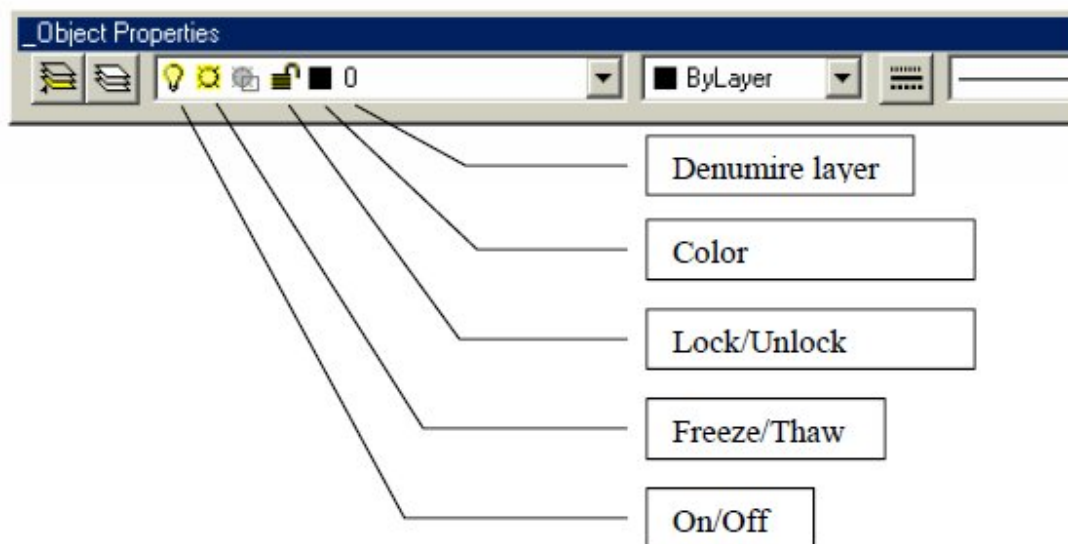 _Object Properties
0
ByLayer
Denumire layer
Color
Lock/Unlock
Freeze/Thaw
On/Off